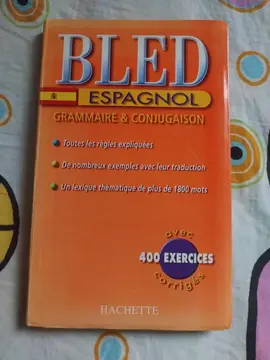 BLED
ESPAGNOL
GRAMMAIRE & CONJUGAISON
Toutes les règles expliquées
De nombreux exemples avec leur traduction
Un lexique thématique de plus de 1800 mots
avec
400 EXERCICES
corrigés
HACHETTE